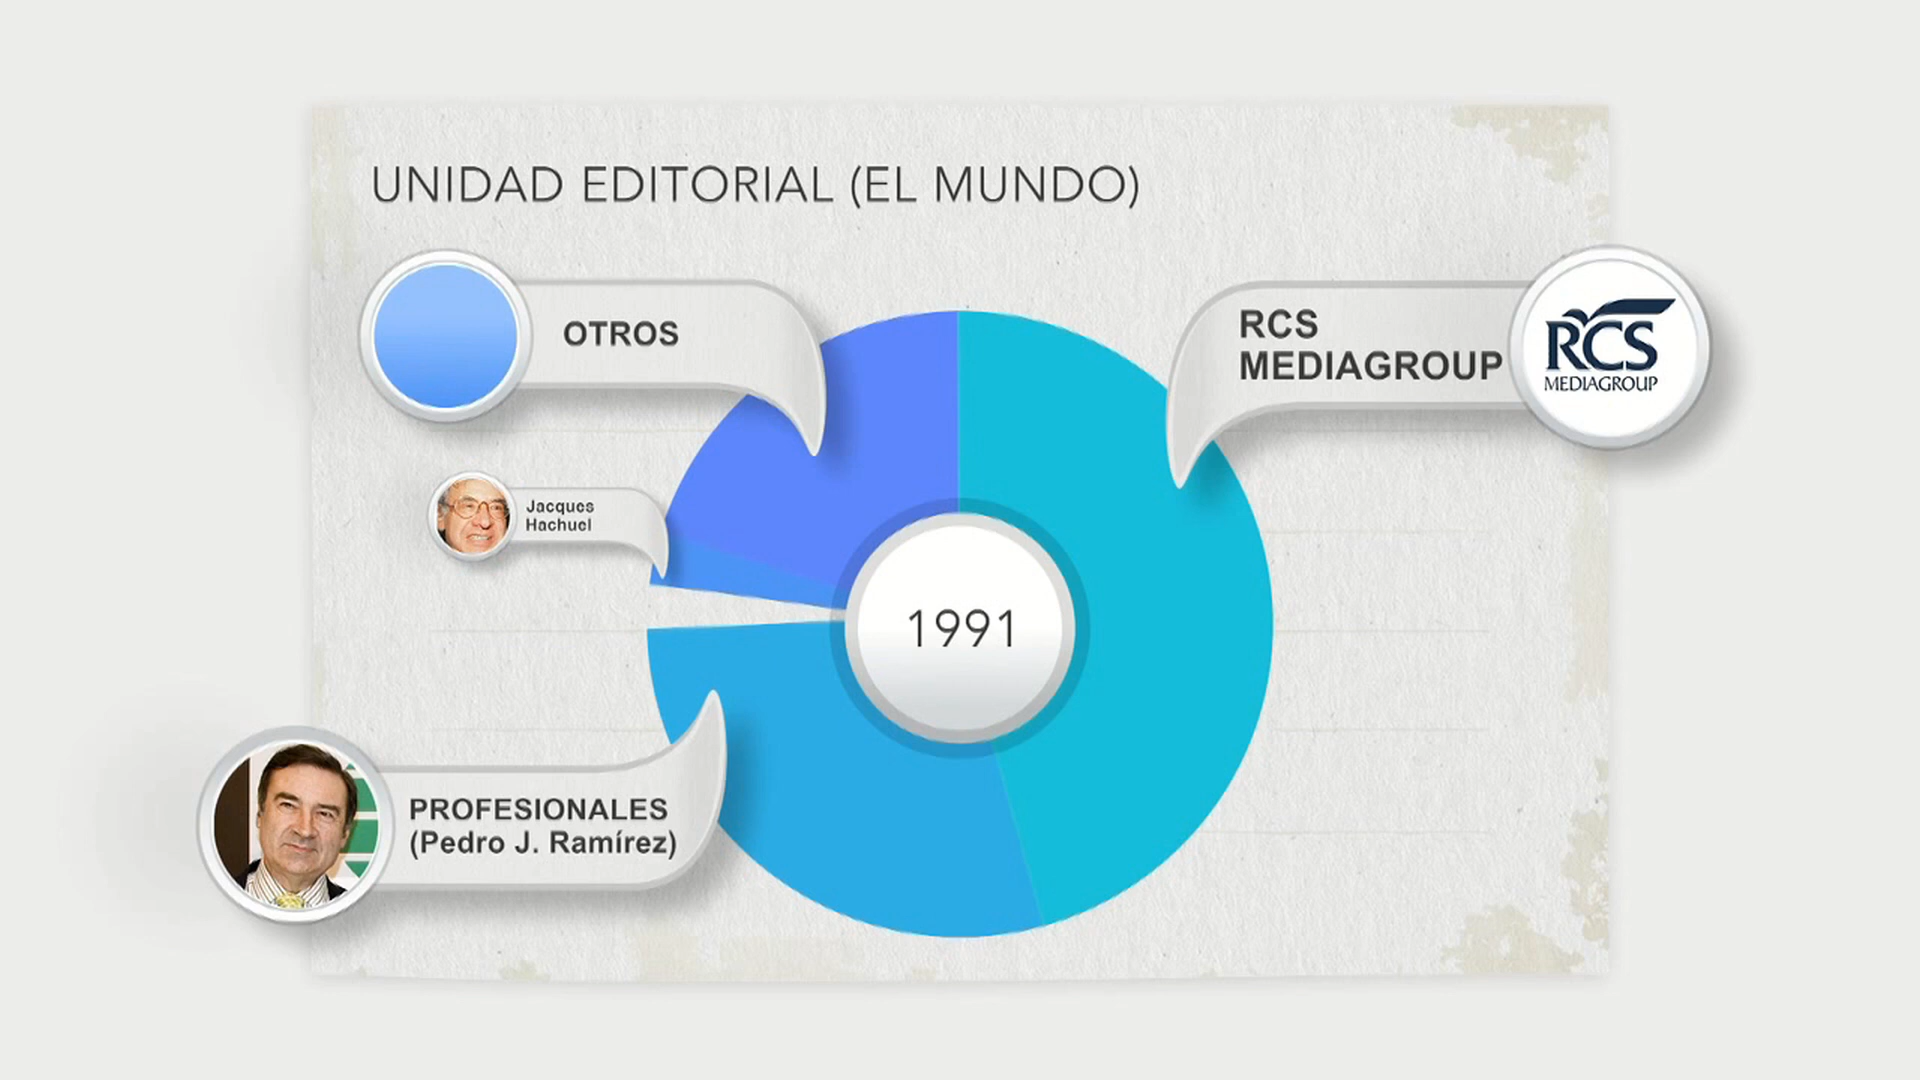 UNIDAD EDITORIAL (EL MUNDO)
OTROS
RCS
MEDIAGROUP
RCS
MEDIAGROUP
Jacques
Hachuel
1991
PROFESIONALES
(Pedro J. Ramírez)